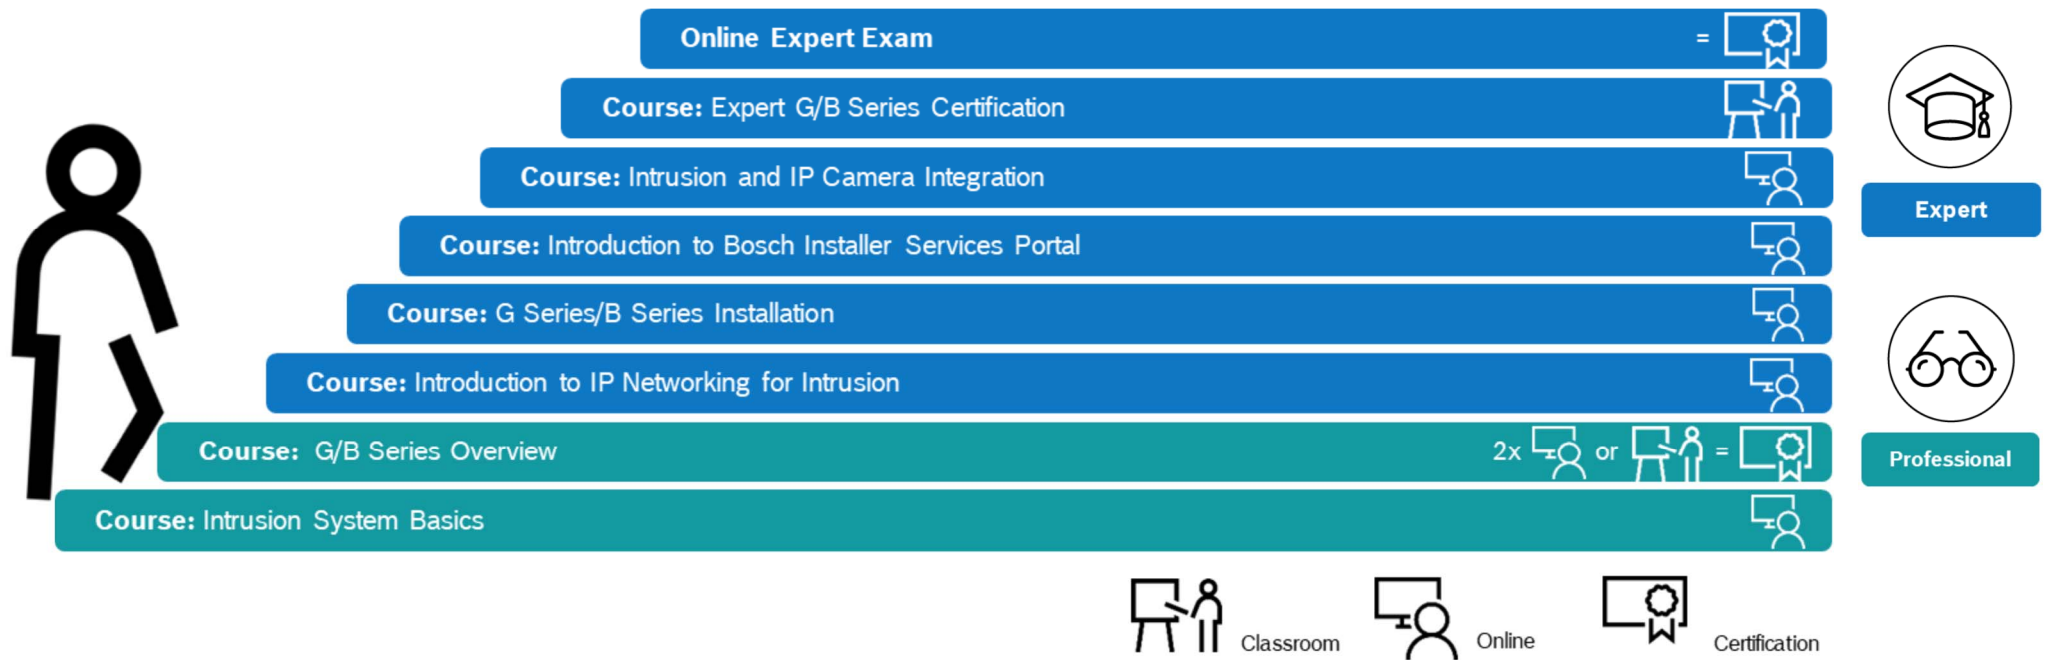 Online Expert Exam =
Course: Expert G/B Series Certification
Course: Intrusion and IP Camera Integration
Course: Introduction to Bosch Installer Services Portal
Course: G Series/B Series Installation
Course: Introduction to IP Networking for Intrusion
Course: G/B Series Overview 2x or =
Course: Intrusion System Basics
Expert
Professional
Classroom
Online
Certification